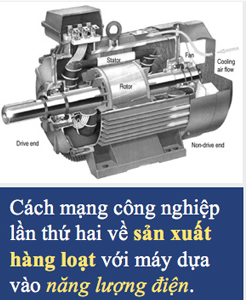 Stator
Fan
Cooling
air flow
Rotor
Drive end
Non-drive end
Cách mạng công nghiệp
lần thứ hai về sản xuất
hàng loạt với máy dựa
vào năng lượng điện.